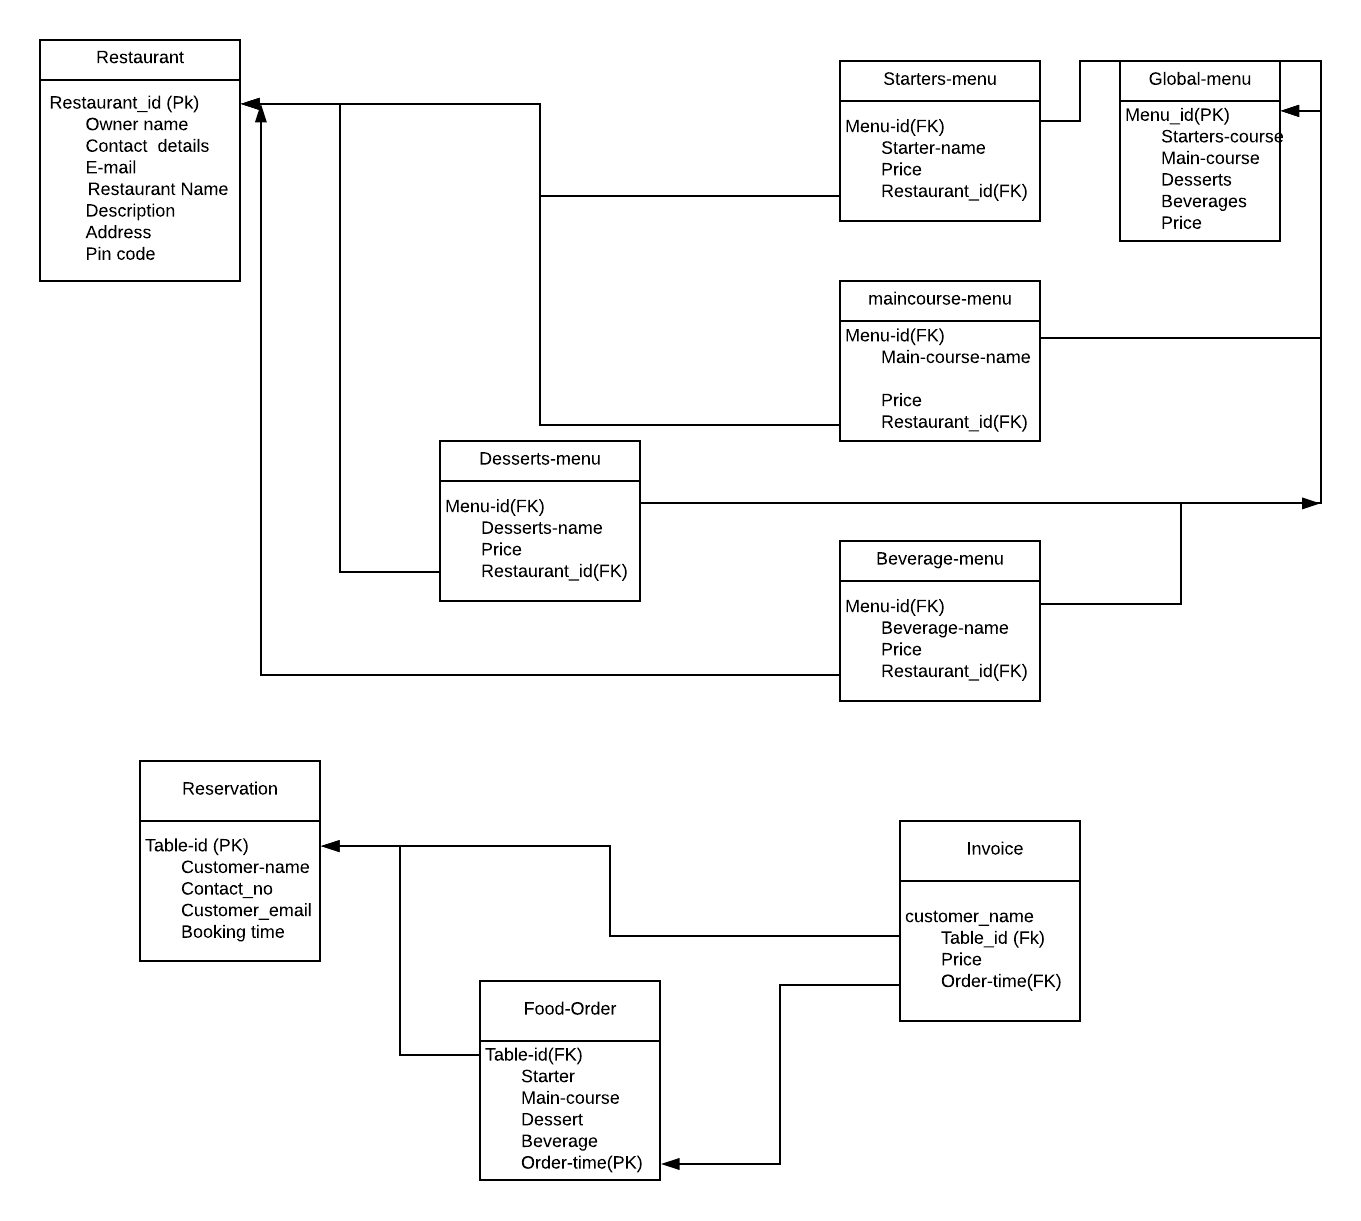 Restaurant
Restaurant_id (Pk)
Owner name
Contact details
E-mail
Restaurant Name
Description
Address
Pin code
Starters-menu
Menu-id(FK)
Starter-name
Price
Restaurant_id(FK)
Global-menu
Menu_id(PK)
Starters-course
Main-course
Desserts
Beverages
Price
maincourse-menu
Menu-id(FK)
Main-course-name
Price
Restaurant_id(FK)
Desserts-menu
Menu-id(FK)
Desserts-name
Price
Restaurant_id(FK)
Beverage-menu
Menu-id(FK)
Beverage-name
Price
Restaurant_id(FK)
Reservation
Table-id (PK)
Customer-name
Contact_no
Customer_email
Booking time
Invoice
customer_name
Table_id (Fk)
Price
Order-time(FK)
Food-Order
Table-id(FK)
Starter
Main-course
Dessert
Beverage
Order-time(PK)